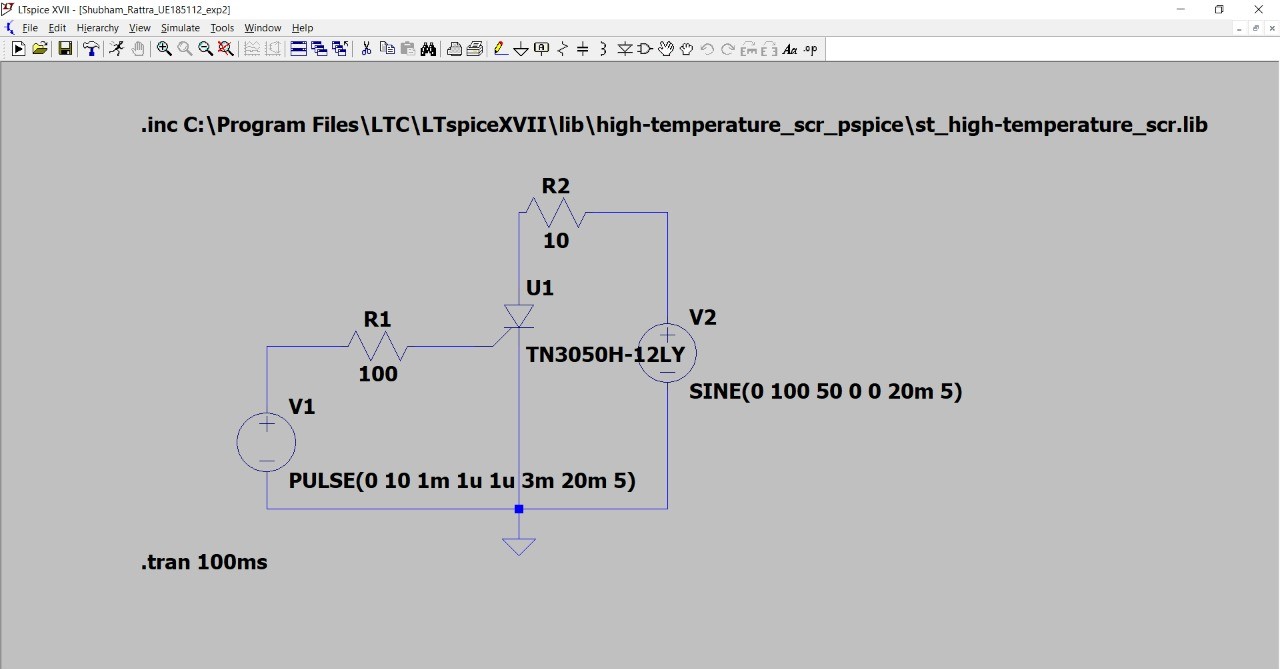 LTspice XVII - [Shubham_Rattra_UE185112_exp2]
File Edit Hierarchy View Simulate Tools Window Help
Aa .op
.inc C:\Program Files\LTC\LTspiceXVII\lib\high-temperature_scr_pspice\st_high-temperature_scr.lib
R2
10
U1
R1
V2
TN3050H-12LY
100
SINE(0 100 50 0 0 20m 5)
V1
PULSE(0 10 1m 1u 1u 3m 20m 5)
.tran 100ms